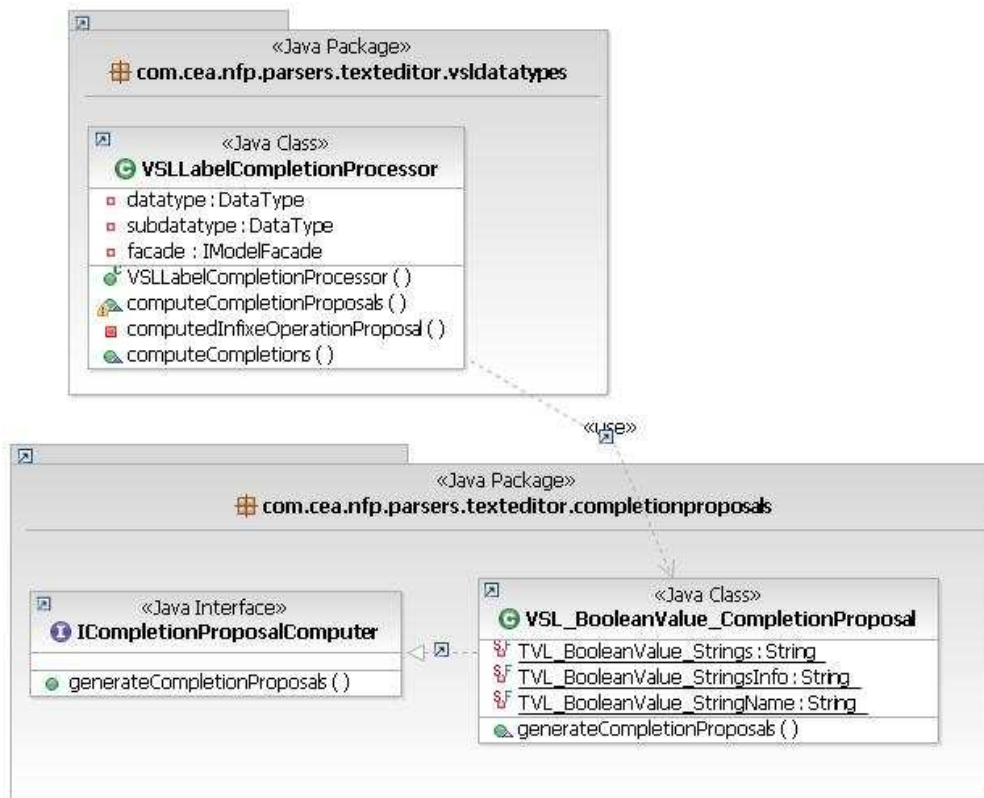 «Java Package»
com.cea.nfp.parsers.texteditor.vsldatatypes
«Java Class»
VSLLabelCompletionProcessor
datatype : DataType
subdatatype : DataType
facade : IModelFacade
VSLLabelCompletionProcessor ( )
computeCompletionProposals ( )
computedInfixeOperationProposal ( )
computeCompletions ( )
«use»
«Java Package»
com.cea.nfp.parsers.texteditor.completionproposals
«Java Interface»
ICompletionProposalComputer
generateCompletionProposals ( )
«Java Class»
VSL_BooleanValue_CompletionProposal
TVL_BooleanValue_Strings : String
TVL_BooleanValue_StringsInfo : String
TVL_BooleanValue_StringName : String
generateCompletionProposals ( )